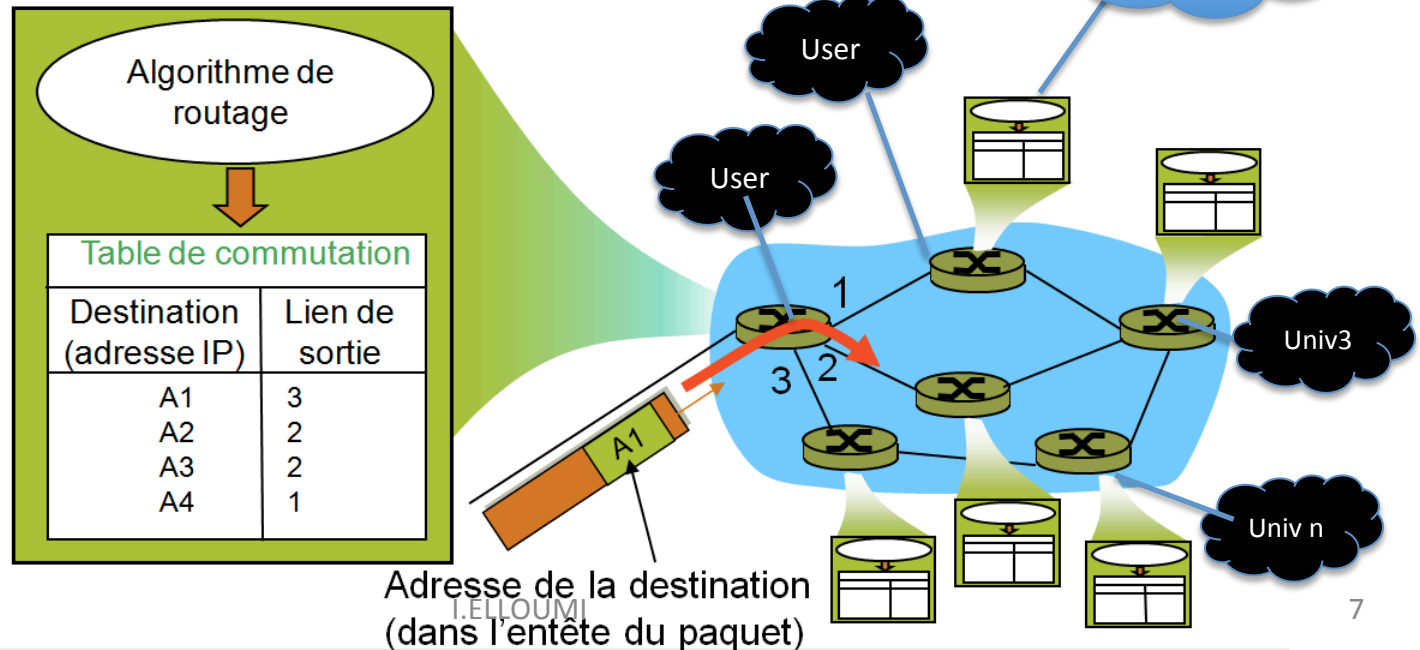 Algorithme de
routage
Table de commutation
Destination
(adresse IP)
Lien de
sortie
A1 3
A2 2
A3 2
A4 1
User
User
1
2
3
A1
Univ3
Univ n
Adresse de la destination
(dans l'entête du paquet)
I.ELLOUMI
7